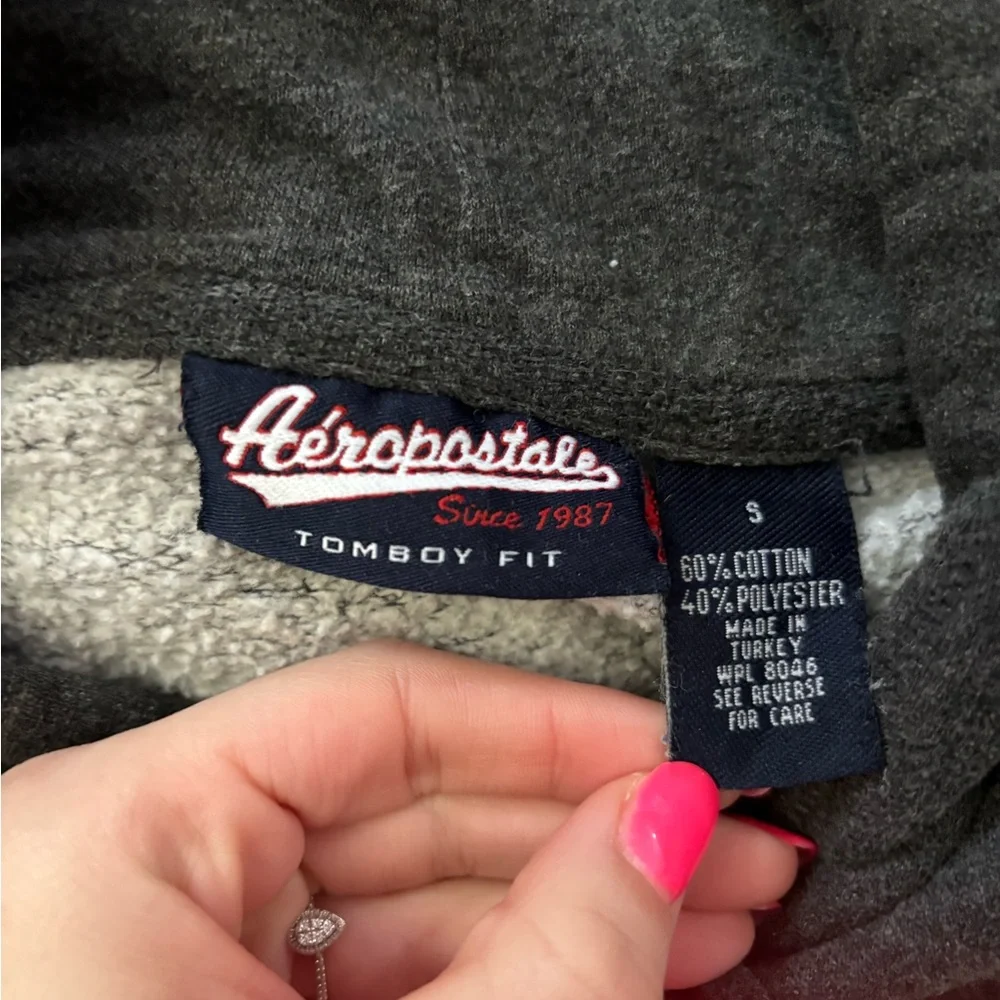 Aéropostale
Since 1987
TOMBOY FIT
S
60% COTTON
40% POLYESTER
MADE IN
TURKEY
WPL 8046
SEE REVERSE
FOR CARE